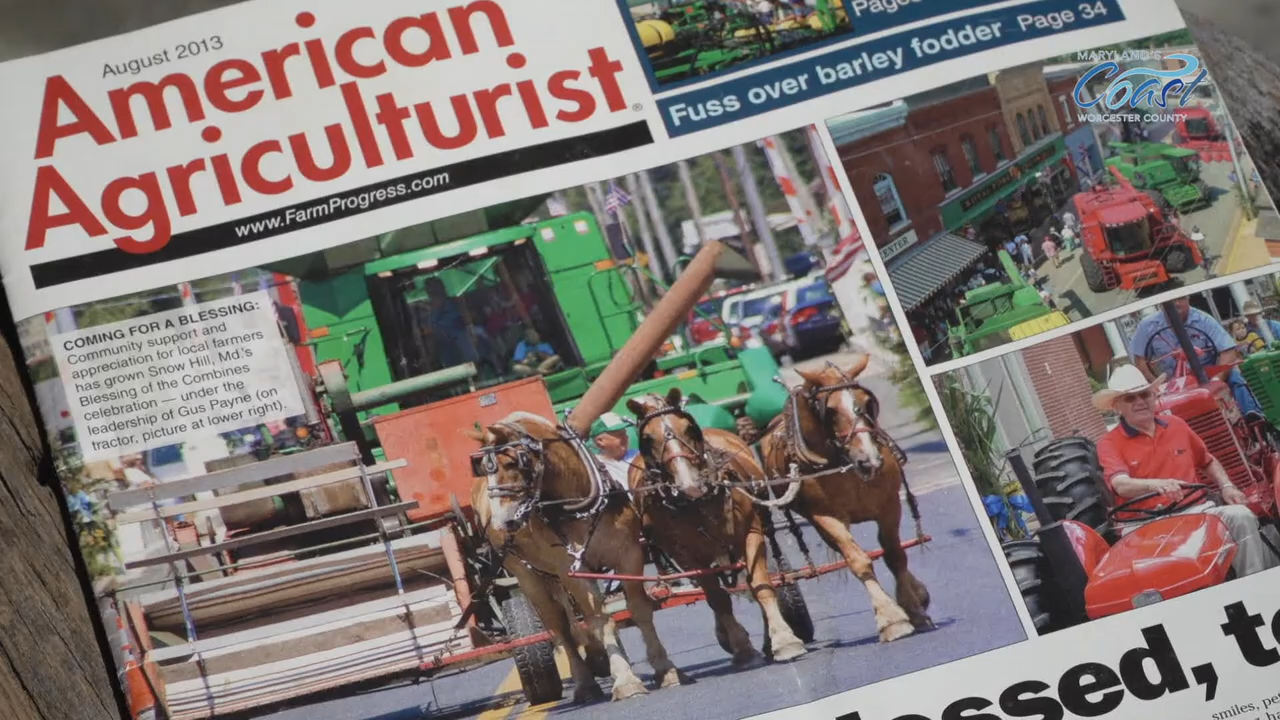 August 2013
American
Agriculturist®
www.FarmProgress.com
Pages
Fuss over barley fodder Page 34
MARYLAND'S
Coast
WORCESTER COUNTY
COMING FOR A BLESSING:
Community support and
appreciation for local farmers
has grown Snow Hill, Md.'s
Blessing of the Combines
celebration — under the
leadership of Gus Payne (on
tractor, picture at lower right).
ENTER
lessed, to
smiles, pe